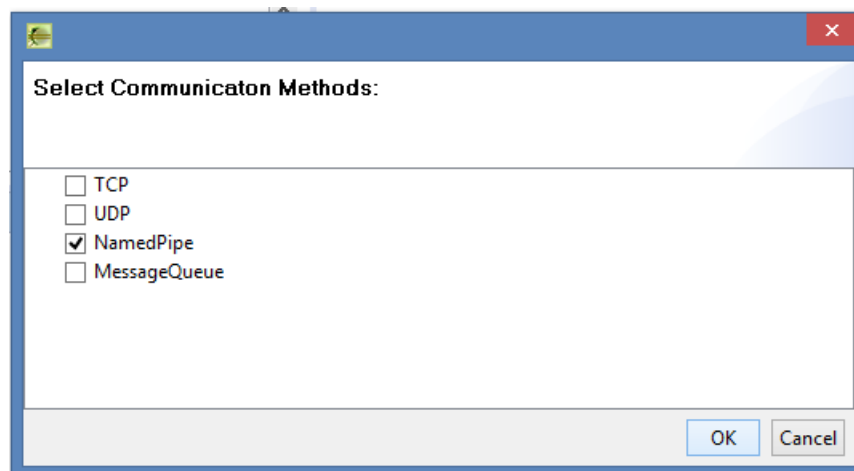 Select Communicaton Methods:
TCP
UDP
NamedPipe
MessageQueue
OK Cancel